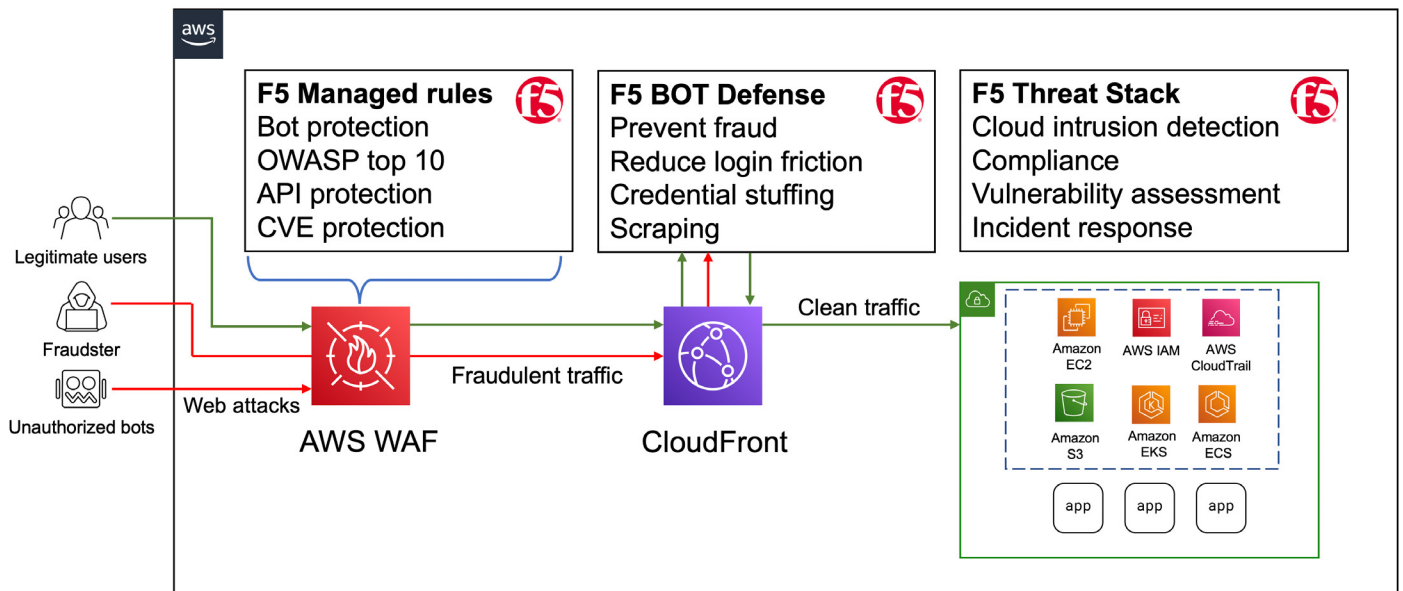 aws
F5 Managed rules
f5
Bot protection
OWASP top 10
API protection
CVE protection
F5 BOT Defense
f5
Prevent fraud
Reduce login friction
Credential stuffing
Scraping
F5 Threat Stack
f5
Cloud intrusion detection
Compliance
Vulnerability assessment
Incident response
Legitimate users
Fraudster
Unauthorized bots
Web attacks
AWS WAF
Fraudulent traffic
CloudFront
Clean traffic
Amazon
EC2
AWS IAM
AWS
CloudTrail
Amazon
S3
Amazon
EKS
Amazon
ECS
app
app
app